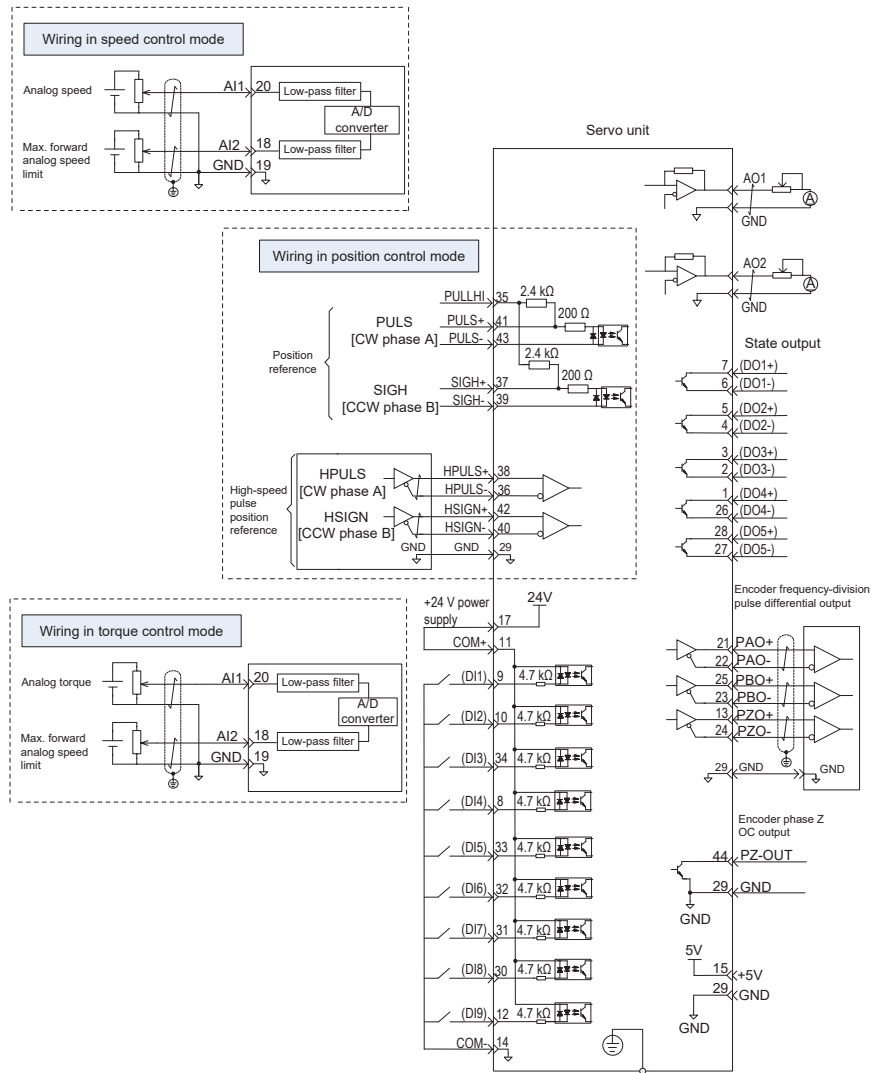 Wiring in speed control mode
Analog speed
AI1 20 Low-pass filter
A/D
converter
Max. forward
analog speed
limit
AI2 18 Low-pass filter
GND 19
Servo unit
AO1
A
GND
AO2
A
GND
Wiring in position control mode
Position
reference
PULLHI 35 2.4 kΩ
PULS
[CW phase A]
PULS+ 41 200 Ω
PULS- 43
2.4 kΩ
SIGH
[CCW phase B]
SIGH+ 37 200 Ω
SIGH- 39
High-speed
pulse
position
reference
HPULS
[CW phase A]
HPULS+ 38
HPULS- 36
HSIGN
[CCW phase B]
HSIGN+ 42
HSIGN- 40
GND GND 29
State output
7 (DO1+)
6 (DO1-)
5 (DO2+)
4 (DO2-)
3 (DO3+)
2 (DO3-)
1 (DO4+)
26 (DO4-)
28 (DO5+)
27 (DO5-)
Wiring in torque control mode
Analog torque
AI1 20 Low-pass filter
A/D
converter
Max. forward
analog speed
limit
AI2 18 Low-pass filter
GND 19
+24 V power
supply
17 24V
COM+ 11
(DI1) 9 4.7 kΩ
(DI2) 10 4.7 kΩ
(DI3) 34 4.7 kΩ
(DI4) 8 4.7 kΩ
(DI5) 33 4.7 kΩ
(DI6) 32 4.7 kΩ
(DI7) 31 4.7 kΩ
(DI8) 30 4.7 kΩ
(DI9) 12 4.7 kΩ
COM- 14
Encoder frequency-division
pulse differential output
21 PAO+
22 PAO-
25 PBO+
23 PBO-
13 PZO+
24 PZO-
29 GND GND
Encoder phase Z
OC output
44 PZ-OUT
29 GND
GND
5V
15 +5V
29 GND
GND